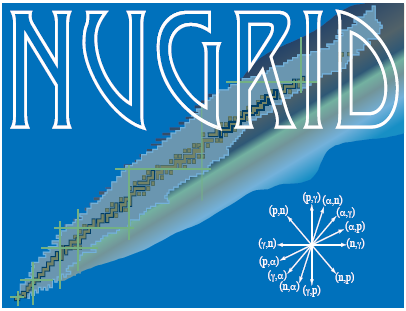 NUGRID
(p,γ)
(α,n)
(p,n)
(α,γ)
(α,p)
(γ,n)
(n,γ)
(p,α)
(γ,α)
(n,p)
(n,α)
(γ,p)